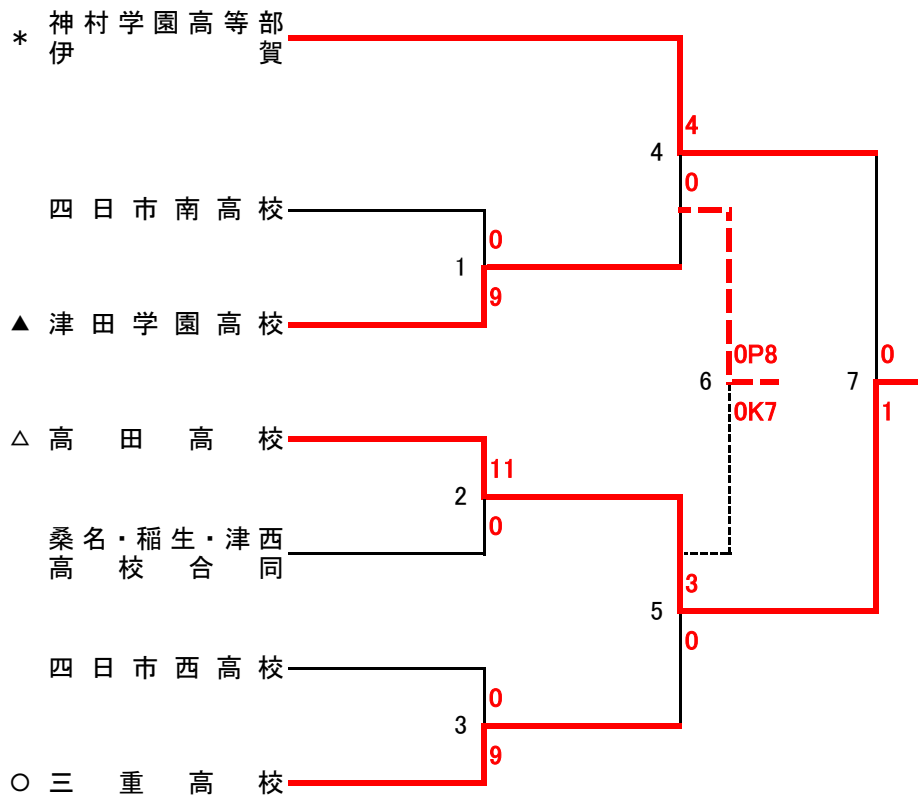 * 神村学園高等部
伊賀
4
4
0
四日市南高校
0
1
9
▲ 津田学園高校
0P8
6
0K7
0
7
1
△ 高田高校
11
2
0
桑名・稲生・津西
高校合同
3
5
0
四日市西高校
0
3
9
○ 三重高校